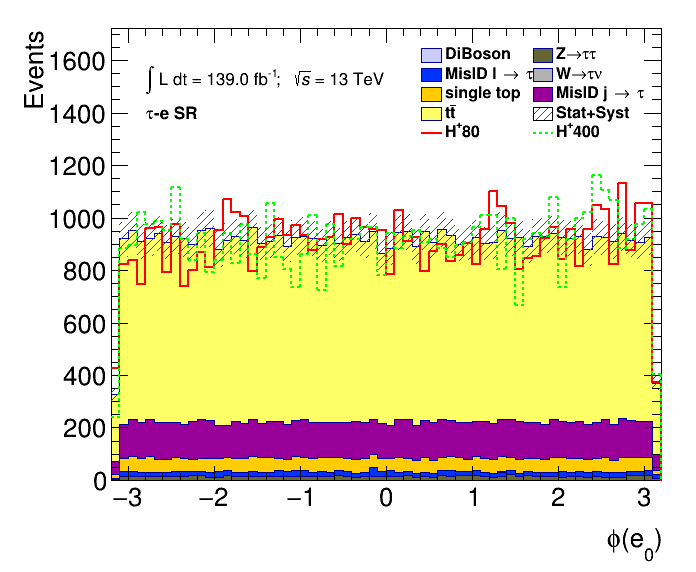 Events
1600
1400
1200
1000
800
600
400
200
0
∫ L dt = 139.0 fb⁻¹; √s = 13 TeV
τ-e SR
DiBoson Z→ττ
MisID l → τ W→τν
single top MisID j → τ
tt̄ Stat+Syst
H⁺80 H⁺400
−3 −2 −1 0 1 2 3
ϕ(e₀)